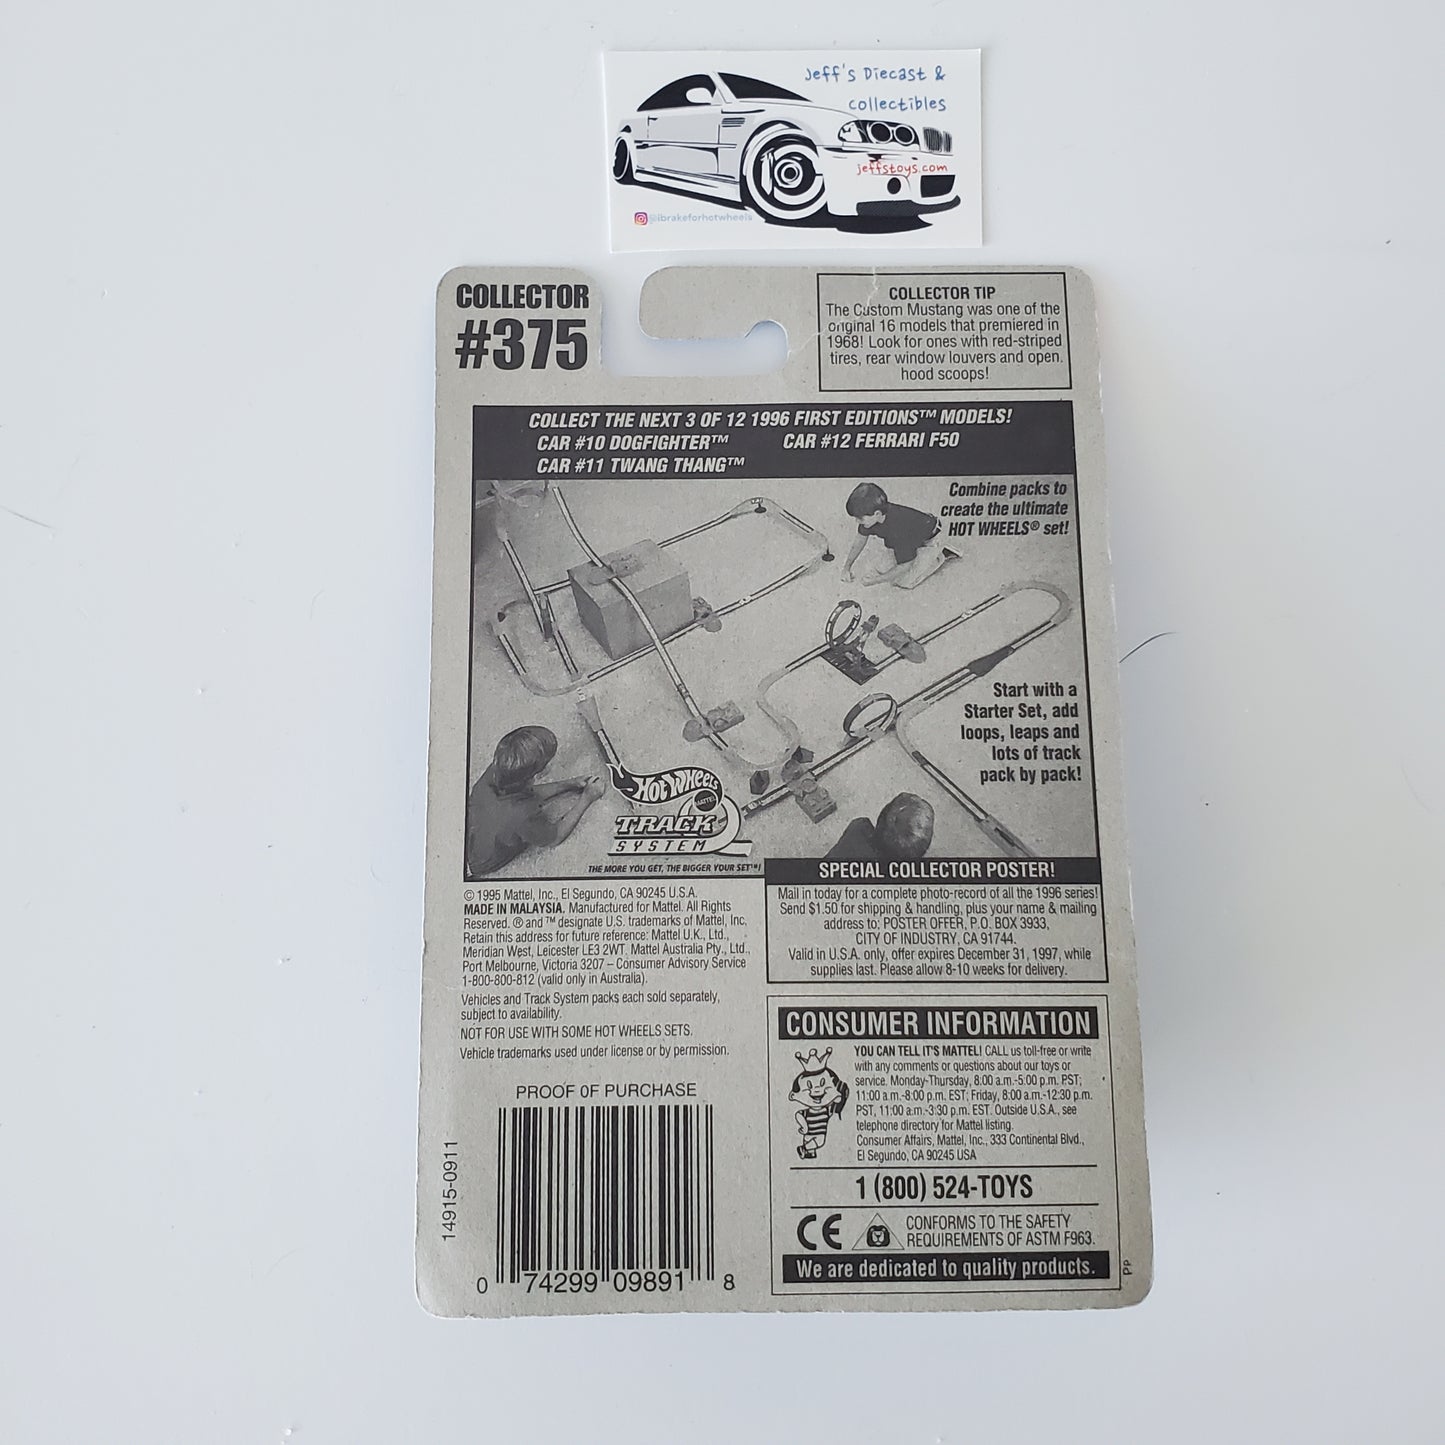 Jeff's Diecast &
collectibles
jeffstoys.com
@ibrakeforhotwheels
COLLECTOR
#375
COLLECTOR TIP
The Custom Mustang was one of the
original 16 models that premiered in
1968! Look for ones with red-striped
tires, rear window louvers and open
hood scoops!
COLLECT THE NEXT 3 OF 12 1996 FIRST EDITIONS™ MODELS!
CAR #10 DOGFIGHTER™ CAR #12 FERRARI F50
CAR #11 TWANG THANG™
Combine packs to
create the ultimate
HOT WHEELS® set!
Start with a
Starter Set, add
loops, leaps and
lots of track
pack by pack!
Hot Wheels
MATTEL
TRACK
SYSTEM
THE MORE YOU GET, THE BIGGER YOUR SET™!
© 1995 Mattel, Inc., El Segundo, CA 90245 U.S.A.
MADE IN MALAYSIA. Manufactured for Mattel. All Rights
Reserved. ® and ™ designate U.S. trademarks of Mattel, Inc.
Retain this address for future reference: Mattel U.K., Ltd.,
Meridian West, Leicester LE3 2WT. Mattel Australia Pty., Ltd.,
Port Melbourne, Victoria 3207 – Consumer Advisory Service
1-800-800-812 (valid only in Australia).
Vehicles and Track System packs each sold separately,
subject to availability.
NOT FOR USE WITH SOME HOT WHEELS SETS.
Vehicle trademarks used under license or by permission.
SPECIAL COLLECTOR POSTER!
Mail in today for a complete photo-record of all the 1996 series!
Send $1.50 for shipping & handling, plus your name & mailing
address to: POSTER OFFER, P.O. BOX 3933,
CITY OF INDUSTRY, CA 91744.
Valid in U.S.A. only, offer expires December 31, 1997, while
supplies last. Please allow 8-10 weeks for delivery.
CONSUMER INFORMATION
YOU CAN TELL IT'S MATTEL! CALL us toll-free or write
with any comments or questions about our toys or
service. Monday-Thursday, 8:00 a.m.-5:00 p.m. PST;
11:00 a.m.-8:00 p.m. EST; Friday, 8:00 a.m.-12:30 p.m.
PST, 11:00 a.m.-3:30 p.m. EST. Outside U.S.A., see
telephone directory for Mattel listing.
Consumer Affairs, Mattel, Inc., 333 Continental Blvd.,
El Segundo, CA 90245 USA
1 (800) 524-TOYS
CE
CONFORMS TO THE SAFETY
REQUIREMENTS OF ASTM F963.
We are dedicated to quality products.
PP
PROOF OF PURCHASE
14915-0911
0 74299 09891 8